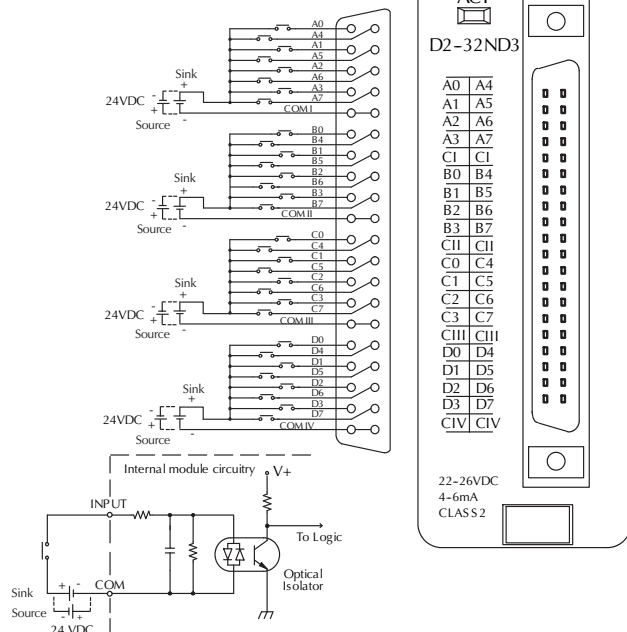 A0
A4
A1
A5
A2
A6
A3
A7
COM I
Sink
+
24VDC - +
Source -
B0
B4
B1
B5
B2
B6
B3
B7
COM II
Sink
+
24VDC - +
Source -
C0
C4
C1
C5
C2
C6
C3
C7
COM III
Sink
+
24VDC - +
Source -
D0
D4
D1
D5
D2
D6
D3
D7
COM IV
Sink
+
24VDC - +
Source -
Internal module circuitry
V+
INPUT
To Logic
Optical
Isolator
COM
Sink + -
Source - +
24 VDC
ACT
D2-32ND3
A0 A4
A1 A5
A2 A6
A3 A7
CI CI
B0 B4
B1 B5
B2 B6
B3 B7
CII CII
C0 C4
C1 C5
C2 C6
C3 C7
CIII CIII
D0 D4
D1 D5
D2 D6
D3 D7
CIV CIV
22-26VDC
4-6mA
CLASS2